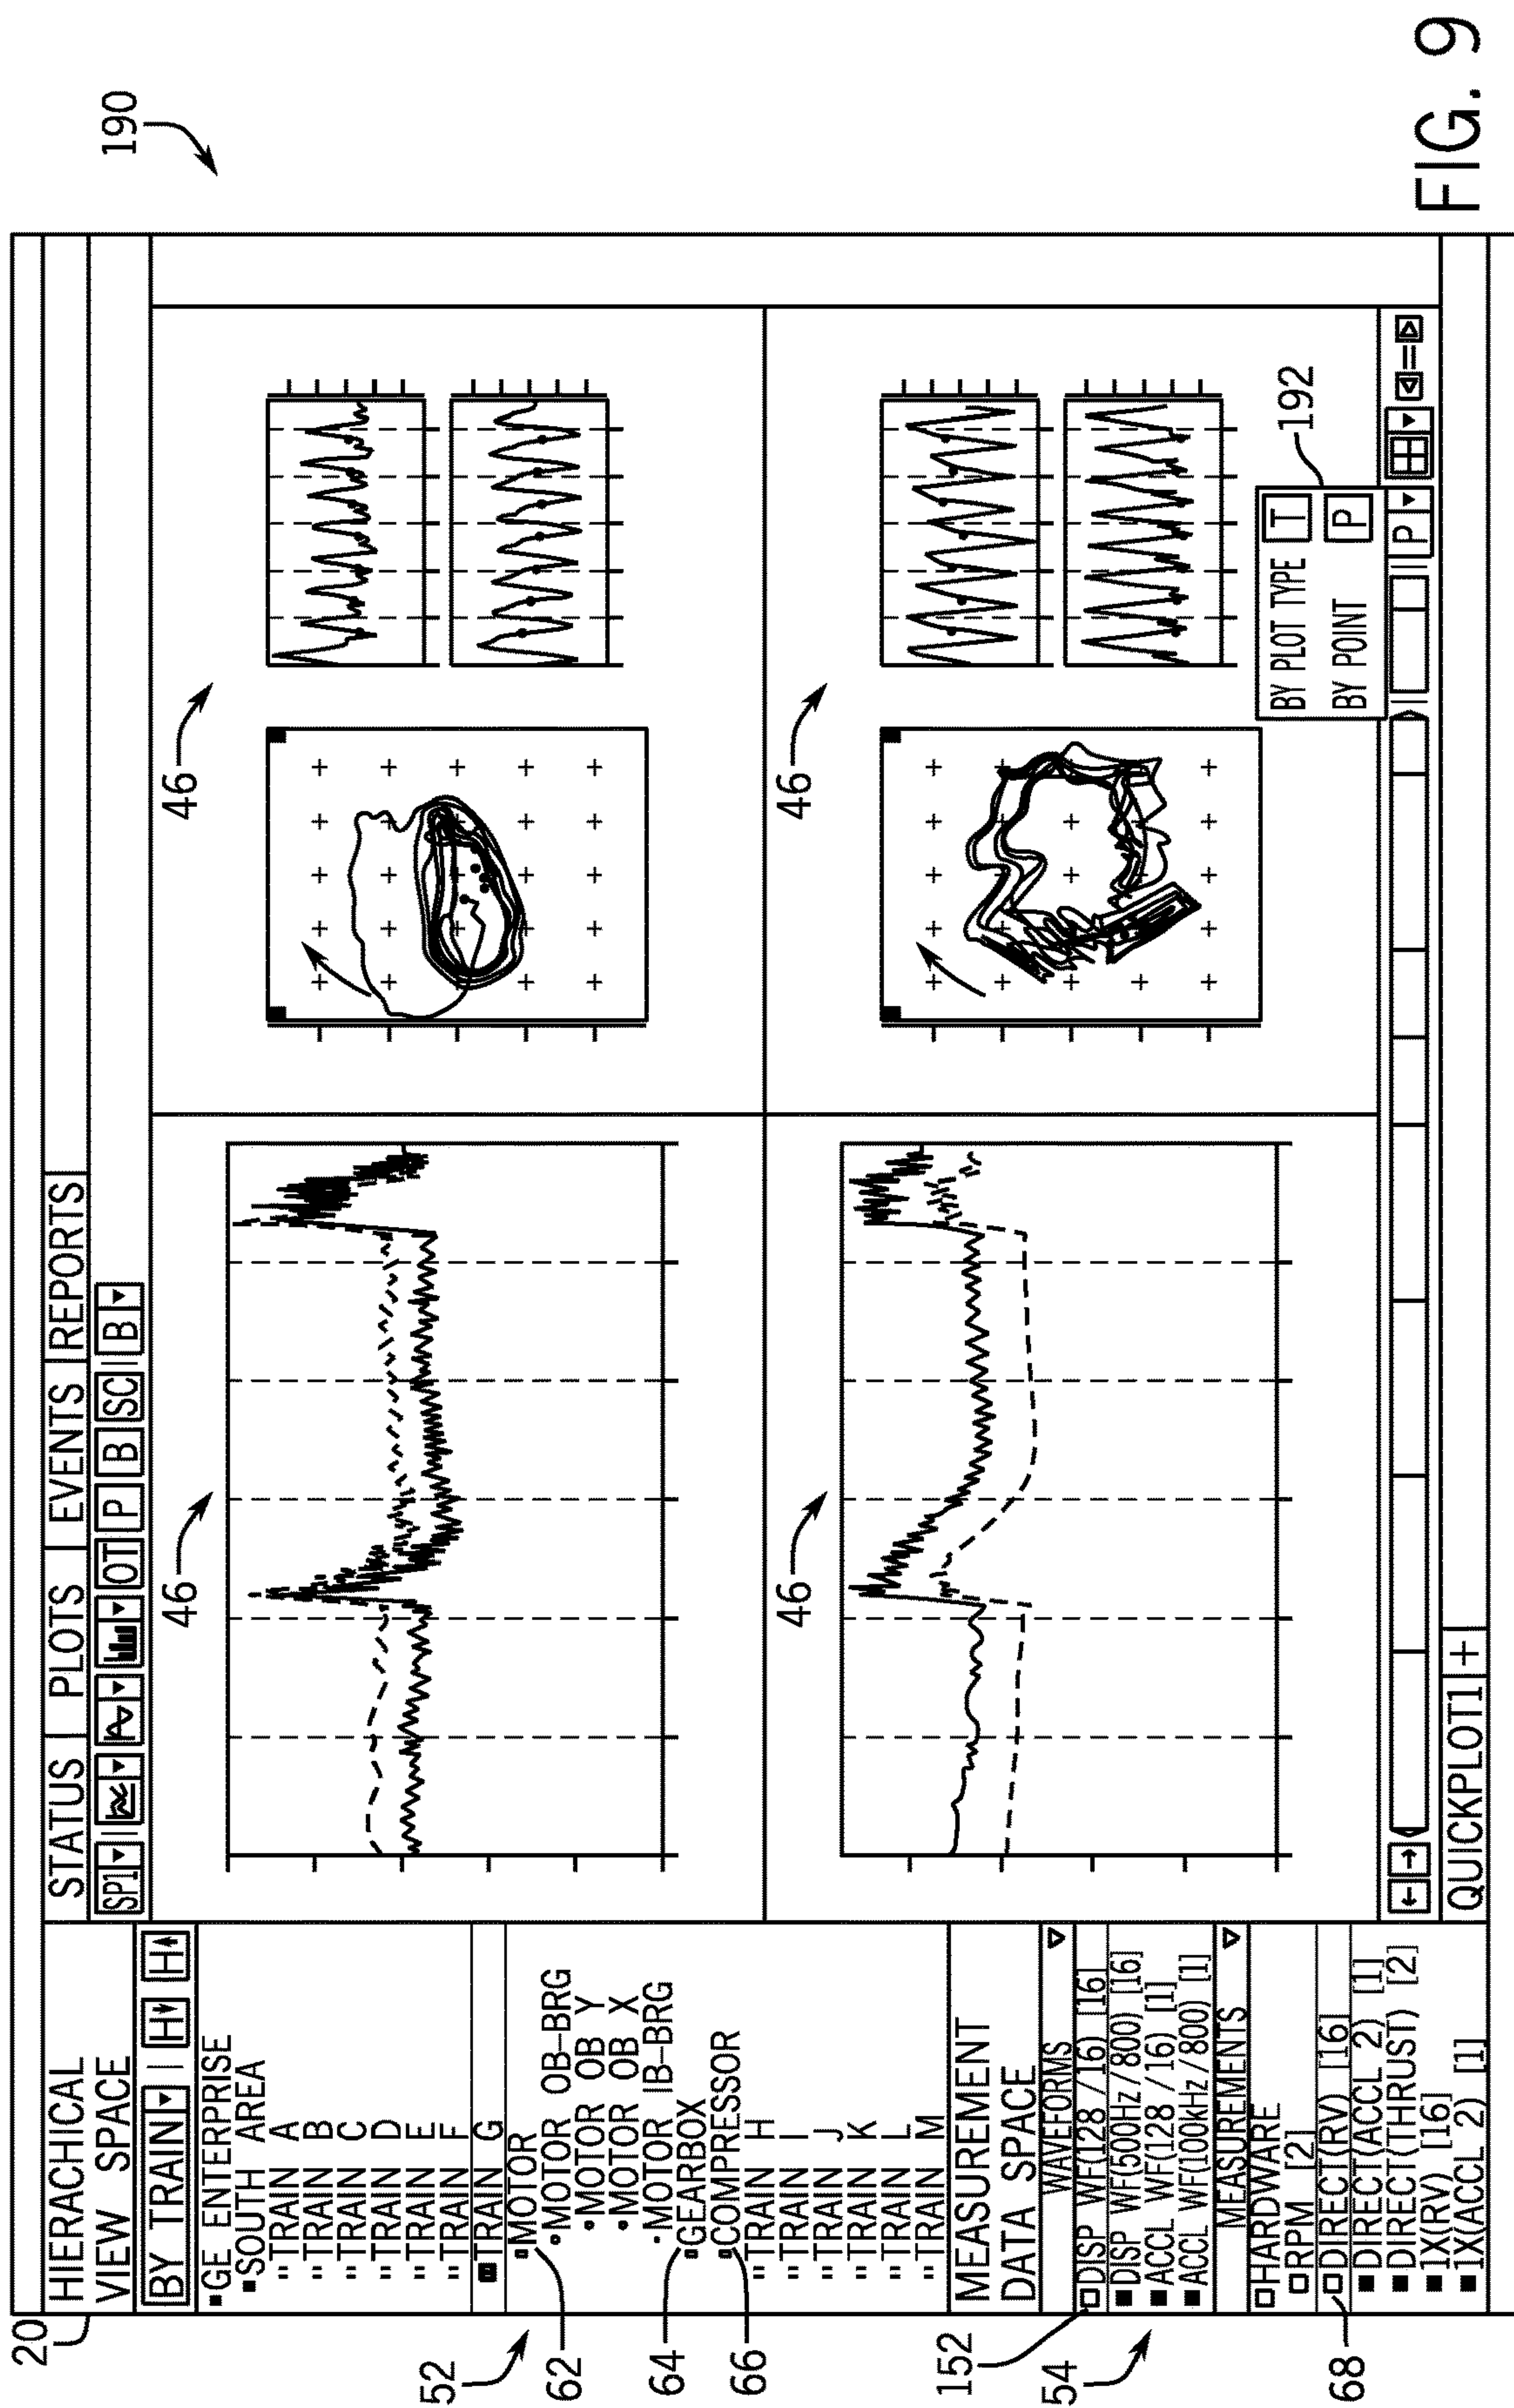 20
190
HIERACHICAL
VIEW SPACE
STATUS
PLOTS
EVENTS
REPORTS
BY TRAIN
H
H
SP1
OT
P
B
SC
B
GE ENTERPRISE
SOUTH AREA
"TRAIN A
"TRAIN B
"TRAIN C
"TRAIN D
"TRAIN E
"TRAIN F
TRAIN G
MOTOR
MOTOR OB-BRG
MOTOR OB Y
MOTOR OB X
MOTOR IB-BRG
GEARBOX
COMPRESSOR
"TRAIN H
"TRAIN I
"TRAIN J
"TRAIN K
"TRAIN L
"TRAIN M
52
62
64
66
46
46
46
46
MEASUREMENT
DATA SPACE
WAVEFORMS
DISP WF(128/16) [16]
DISP WF(500Hz/800) [16]
ACCL WF(128/16) [1]
ACCL WF(100kHz/800) [1]
MEASUREMENTS
HARDWARE
RPM [2]
DIRECT(RV) [16]
DIRECT(ACCL 2) [1]
DIRECT(THRUST) [2]
1X(RV) [16]
1X(ACCL 2) [1]
152
54
68
BY PLOT TYPE T
BY POINT P
192
P
QUICKPLOT1 +
FIG. 9